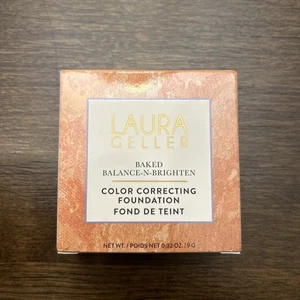 LAURA
GELLER
BAKED
BALANCE-N-BRIGHTEN
COLOR CORRECTING
FOUNDATION
FOND DE TEINT
NET WT. / POIDS NET 0.32 OZ. | 9 G